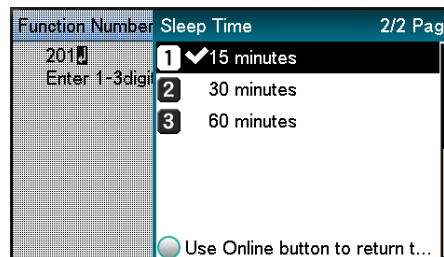 Function Number
201
Enter 1-3digi
Sleep Time 2/2 Pag
1 15 minutes
2 30 minutes
3 60 minutes
Use Online button to return t...